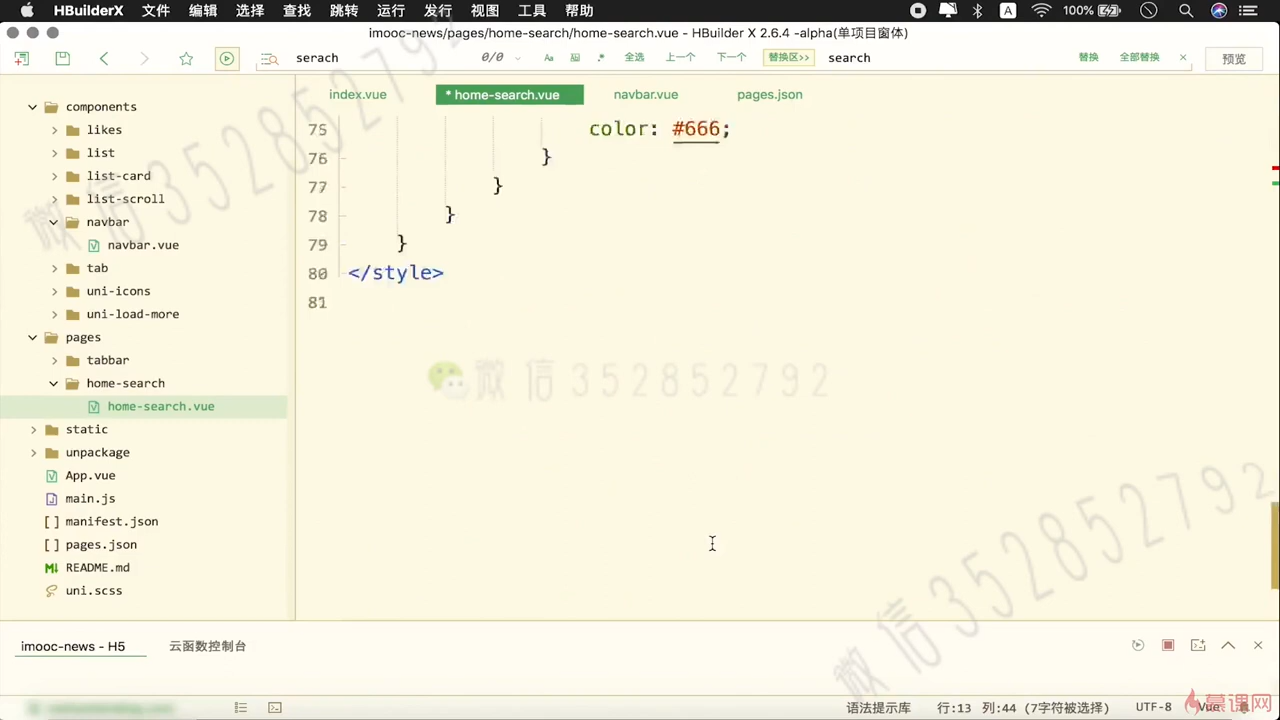 HBuilderX 文件 编辑 选择 查找 跳转 运行 发行 视图 工具 帮助 100%
imooc-news/pages/home-search/home-search.vue - HBuilder X 2.6.4 -alpha(单项目窗体)
serach 0/0 Aa .* 全选 上一个 下一个 替换区>> search 替换 全部替换 × 预览
index.vue * home-search.vue navbar.vue pages.json
components
likes
list
list-card
list-scroll
navbar
navbar.vue
tab
uni-icons
uni-load-more
pages
tabbar
home-search
home-search.vue
static
unpackage
App.vue
main.js
manifest.json
pages.json
README.md
uni.scss
75 color: #666;
76 }
77 }
78 }
79 }
80 </style>
81
微信 352852792
微信 352852792
微信 352852792
imooc-news - H5 云函数控制台
语法提示库 行:13 列:44 (7字符被选择) UTF-8 Vue
慕课网